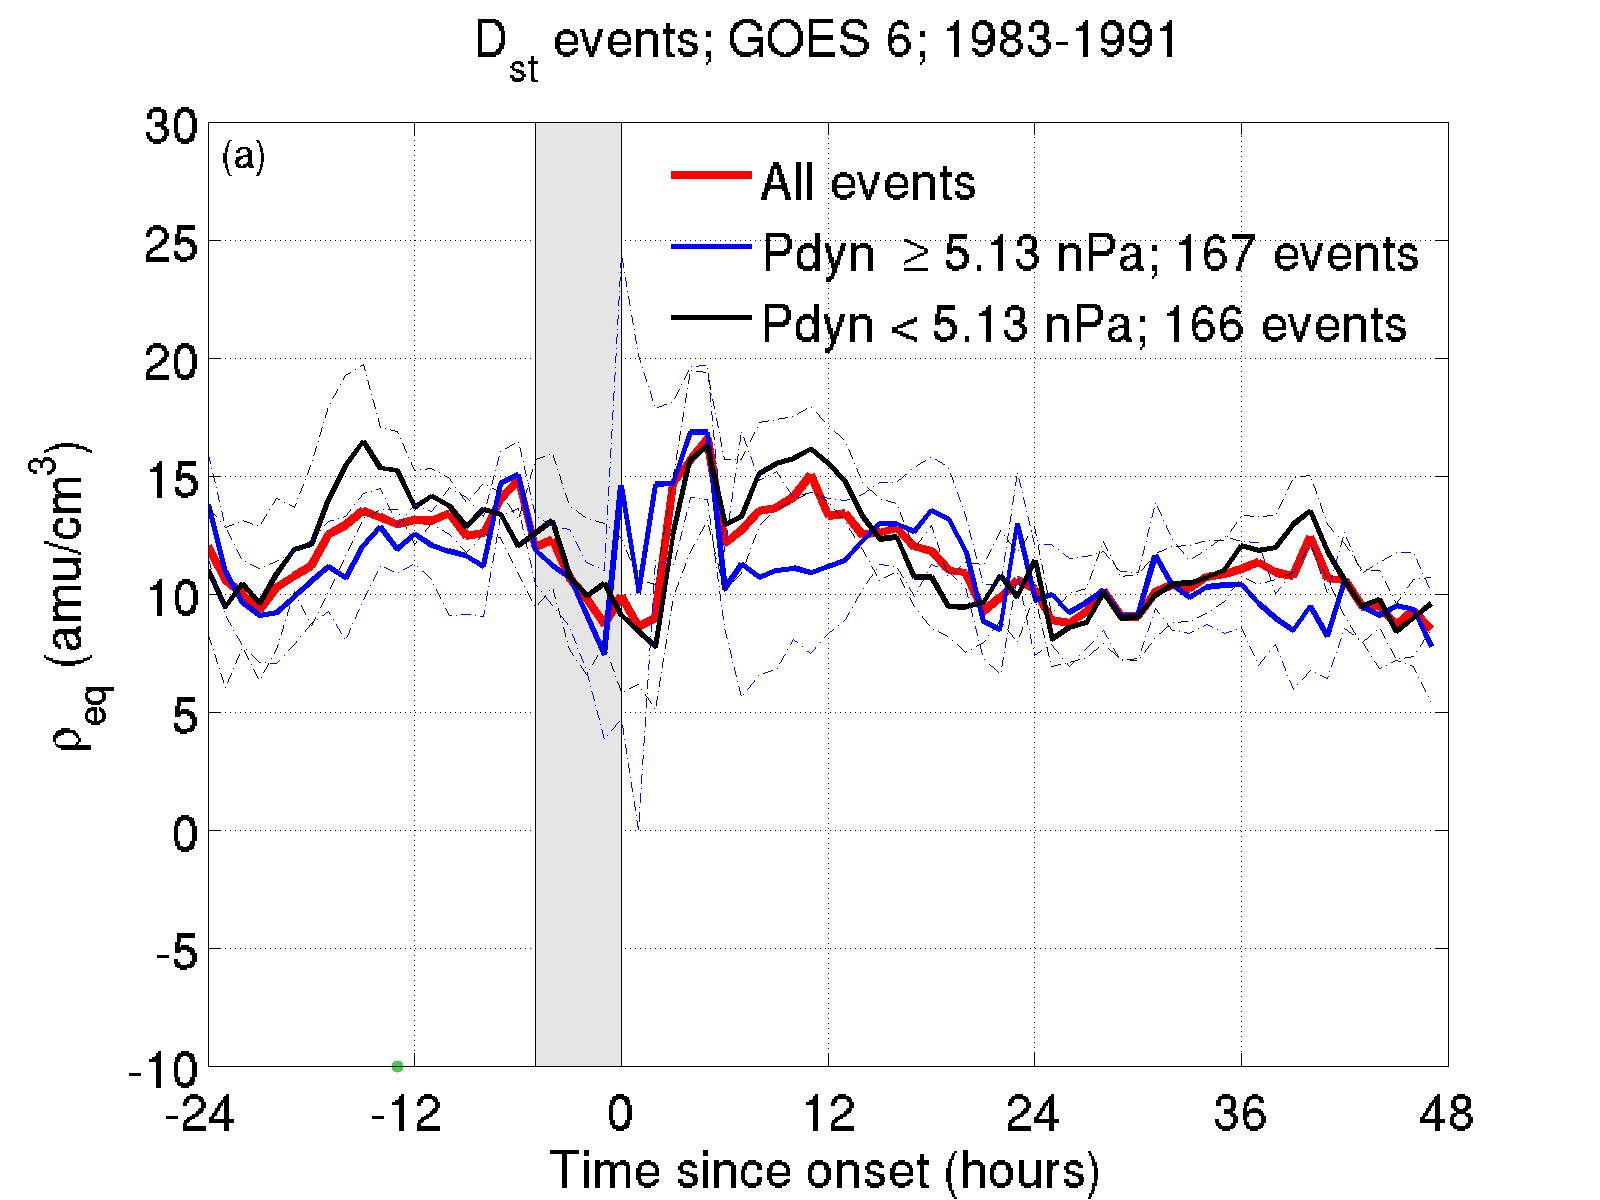 Dst events; GOES 6; 1983-1991
(a)
All events
Pdyn ≥ 5.13 nPa; 167 events
Pdyn < 5.13 nPa; 166 events
30
25
20
15
10
5
0
-5
-10
ρeq (amu/cm3)
-24 -12 0 12 24 36 48
Time since onset (hours)